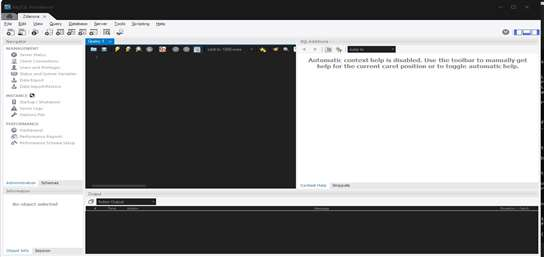 MySQL Workbench
Zdanova
File Edit View Query Database Server Tools Scripting Help
Navigator
MANAGEMENT
Server Status
Client Connections
Users and Privileges
Status and System Variables
Data Export
Data Import/Restore
INSTANCE
Startup / Shutdown
Server Logs
Options File
PERFORMANCE
Dashboard
Performance Reports
Performance Schema Setup
Administration Schemas
Information
No object selected
Object Info Session
Query 1
Limit to 1000 rows
1
SQL Additions
Jump to
Automatic context help is disabled. Use the toolbar to manually get
help for the current caret position or to toggle automatic help.
Context Help Snippets
Output
Action Output
# Time Action Message Duration / Fetch